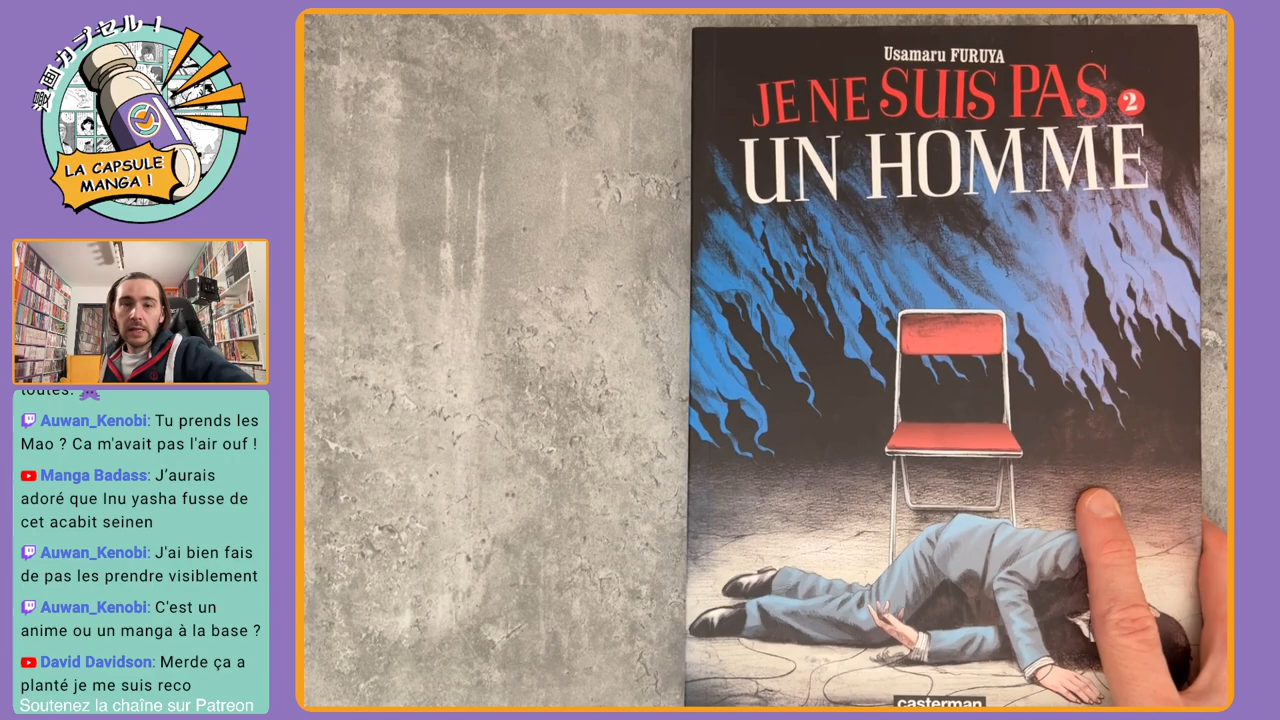 漫画カプセル!
LA CAPSULE
MANGA !
toutes.
Auwan_Kenobi: Tu prends les
Mao ? Ca m'avait pas l'air ouf !
Manga Badass: J’aurais
adoré que Inu yasha fusse de
cet acabit seinen
Auwan_Kenobi: J'ai bien fais
de pas les prendre visiblement
Auwan_Kenobi: C'est un
anime ou un manga à la base ?
David Davidson: Merde ça a
planté je me suis reco
Soutenez la chaîne sur Patreon
Usamaru FURUYA
JE NE SUIS PAS 2
UN HOMME
casterman